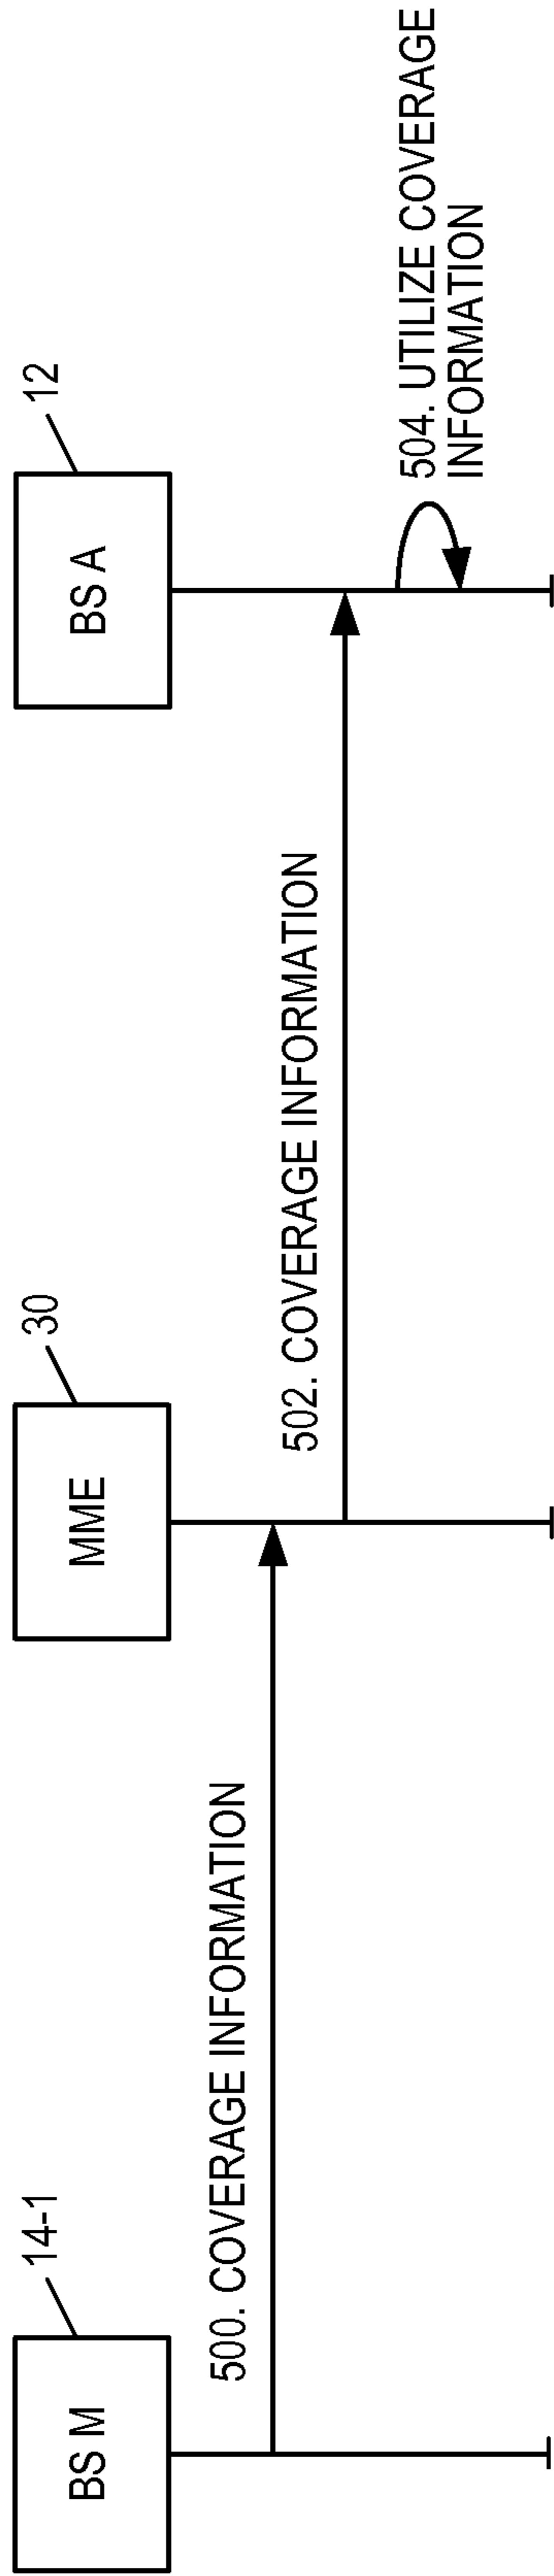 BS M
14-1
MME
30
BS A
12
500. COVERAGE INFORMATION
502. COVERAGE INFORMATION
504. UTILIZE COVERAGE
INFORMATION